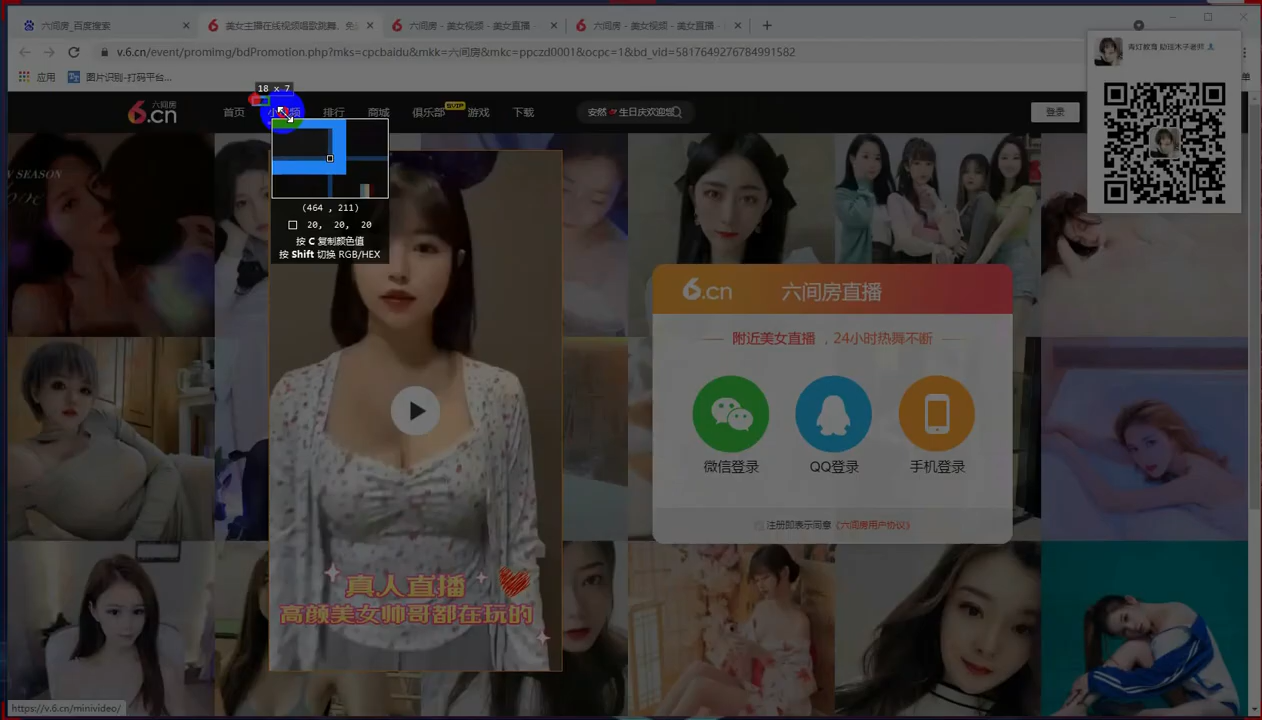 六间房_百度搜索
美女主播在线视频唱歌跳舞、免
六间房 - 美女视频 - 美女直播 -
六间房 - 美女视频 - 美女直播 -
v.6.cn/event/promimg/bdPromotion.php?mks=cpcbaidu&mkk=六间房&mkc=ppczd0001&ocpc=1&bd_vid=5817649276784991582
应用
图片识别-打码平台...
18 x 7
六间房
6.cn
首页
排行
商城
俱乐部
游戏
下载
登录
(464 , 211)
20, 20, 20
按 C 复制颜色值
按 Shift 切换 RGB/HEX
6.cn 六间房直播
附近美女直播 ，24小时热舞不断
微信登录
QQ登录
手机登录
注册即表示同意《六间房用户协议》
真人直播
高颜美女帅哥都在玩的
https://v.6.cn/minivideo/